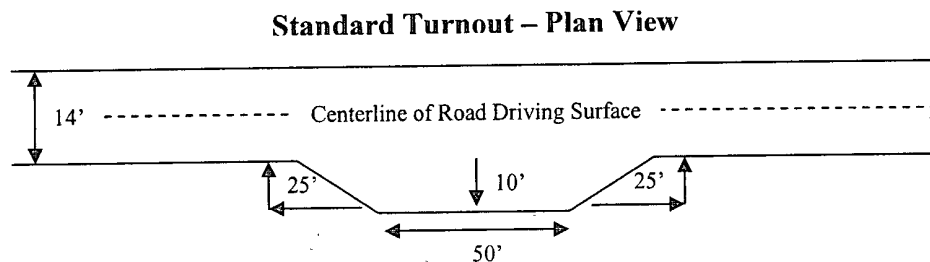 Standard Turnout – Plan View
14'
Centerline of Road Driving Surface
25'
10'
25'
50'